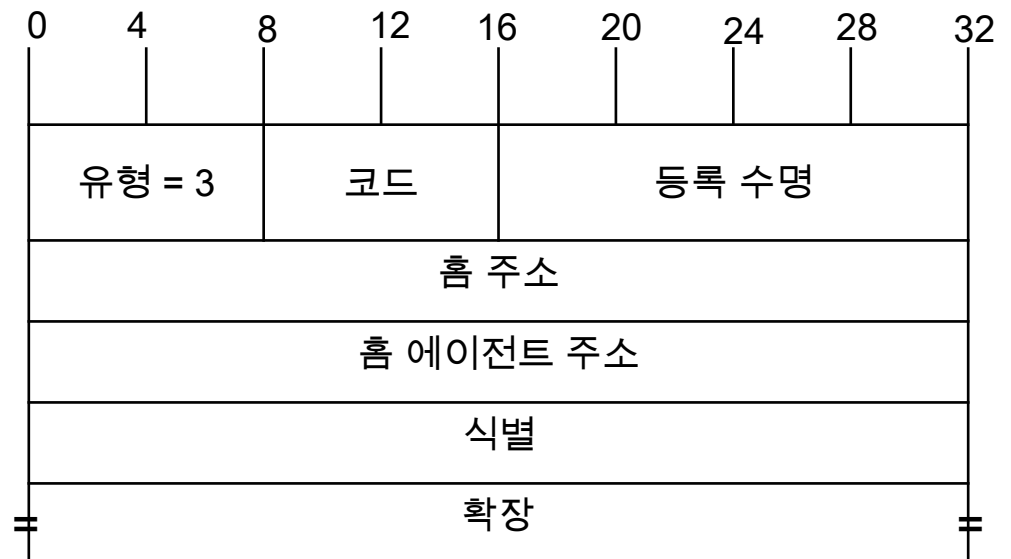 0 4 8 12 16 20 24 28 32
유형 = 3 코드 등록 수명
홈 주소
홈 에이전트 주소
식별
확장